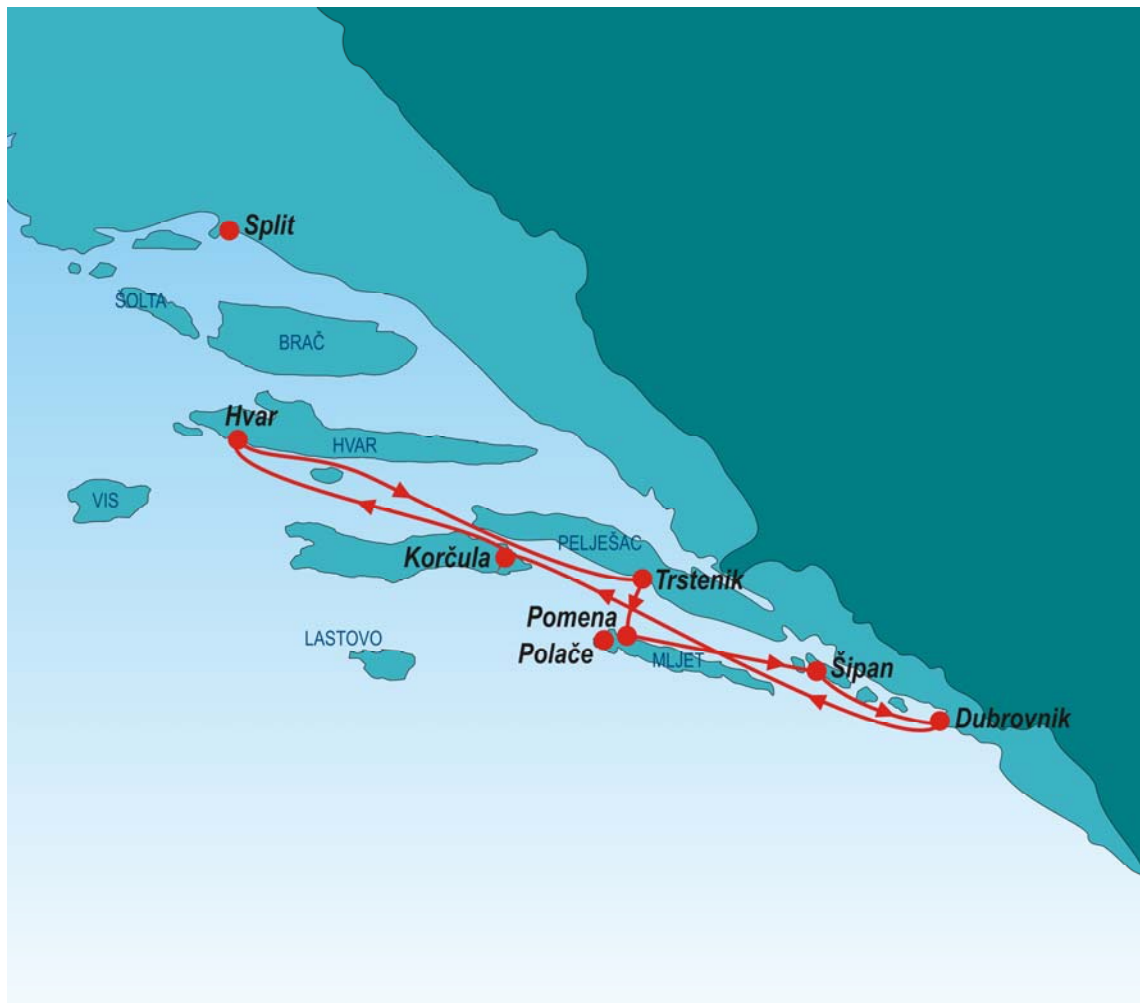 Split
ŠOLTA
BRAČ
Hvar
HVAR
VIS
PELJEŠAC
Korčula
Trstenik
Pomena
LASTOVO
Polače
MLJET
Šipan
Dubrovnik